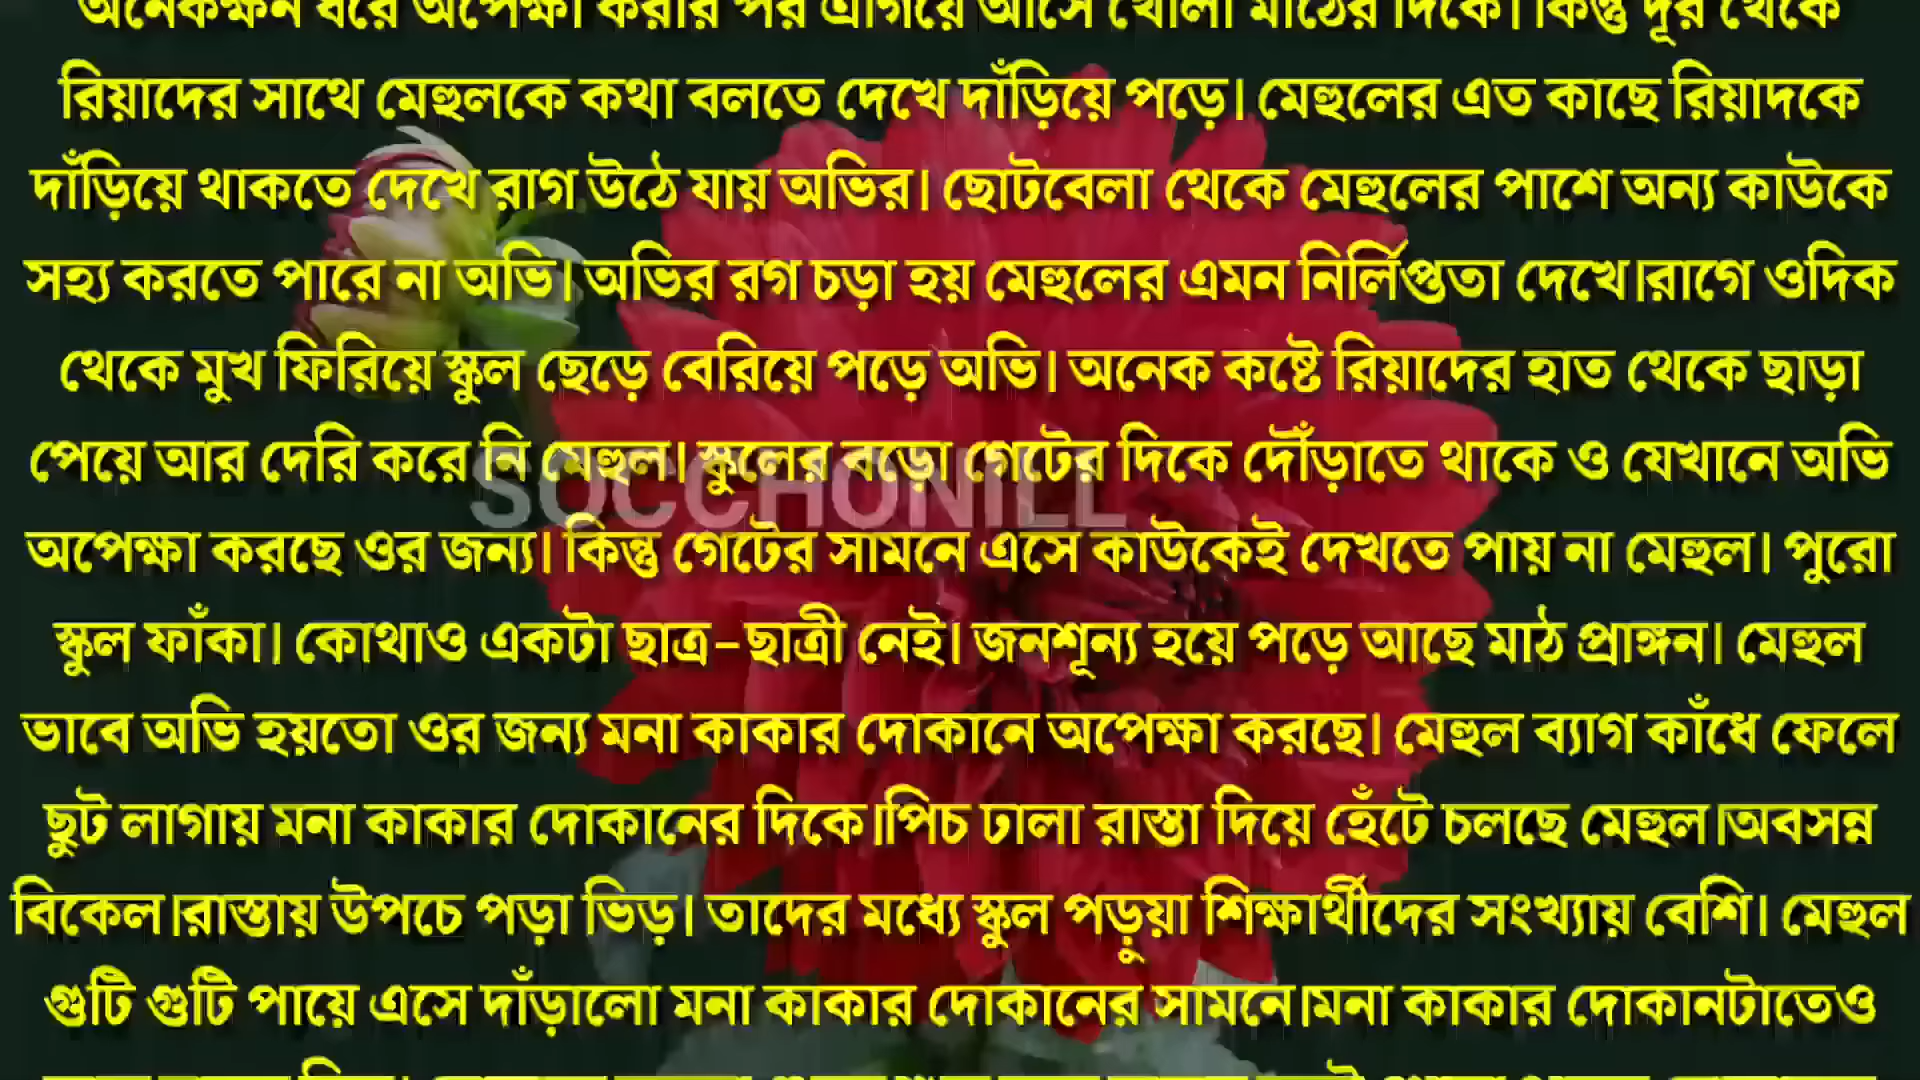 অনেকক্ষন ধরে অপেক্ষা করার পর এগিয়ে আসে খোলা মাঠের দিকে। কিন্তু দূর থেকে
রিয়াদের সাথে মেহুলকে কথা বলতে দেখে দাঁড়িয়ে পড়ে। মেহুলের এত কাছে রিয়াদকে
দাঁড়িয়ে থাকতে দেখে রাগ উঠে যায় অভির। ছোটবেলা থেকে মেহুলের পাশে অন্য কাউকে
সহ্য করতে পারে না অভি। অভির রগ চড়া হয় মেহুলের এমন নির্লিপ্ততা দেখে।রাগে ওদিক
থেকে মুখ ফিরিয়ে স্কুল ছেড়ে বেরিয়ে পড়ে অভি। অনেক কষ্টে রিয়াদের হাত থেকে ছাড়া
পেয়ে আর দেরি করে নি মেহুল। স্কুলের বড়ো গেটের দিকে দৌঁড়াতে থাকে ও যেখানে অভি
SOCCHONILL
অপেক্ষা করছে ওর জন্য। কিন্তু গেটের সামনে এসে কাউকেই দেখতে পায় না মেহুল। পুরো
স্কুল ফাঁকা। কোথাও একটা ছাত্র-ছাত্রী নেই। জনশূন্য হয়ে পড়ে আছে মাঠ প্রাঙ্গন। মেহুল
ভাবে অভি হয়তো ওর জন্য মনা কাকার দোকানে অপেক্ষা করছে। মেহুল ব্যাগ কাঁধে ফেলে
ছুট লাগায় মনা কাকার দোকানের দিকে।পিচ ঢালা রাস্তা দিয়ে হেঁটে চলছে মেহুল।অবসন্ন
বিকেল।রাস্তায় উপচে পড়া ভিড়। তাদের মধ্যে স্কুল পড়ুয়া শিক্ষার্থীদের সংখ্যায় বেশি। মেহুল
গুটি গুটি পায়ে এসে দাঁড়ালো মনা কাকার দোকানের সামনে।মনা কাকার দোকানটাতেও